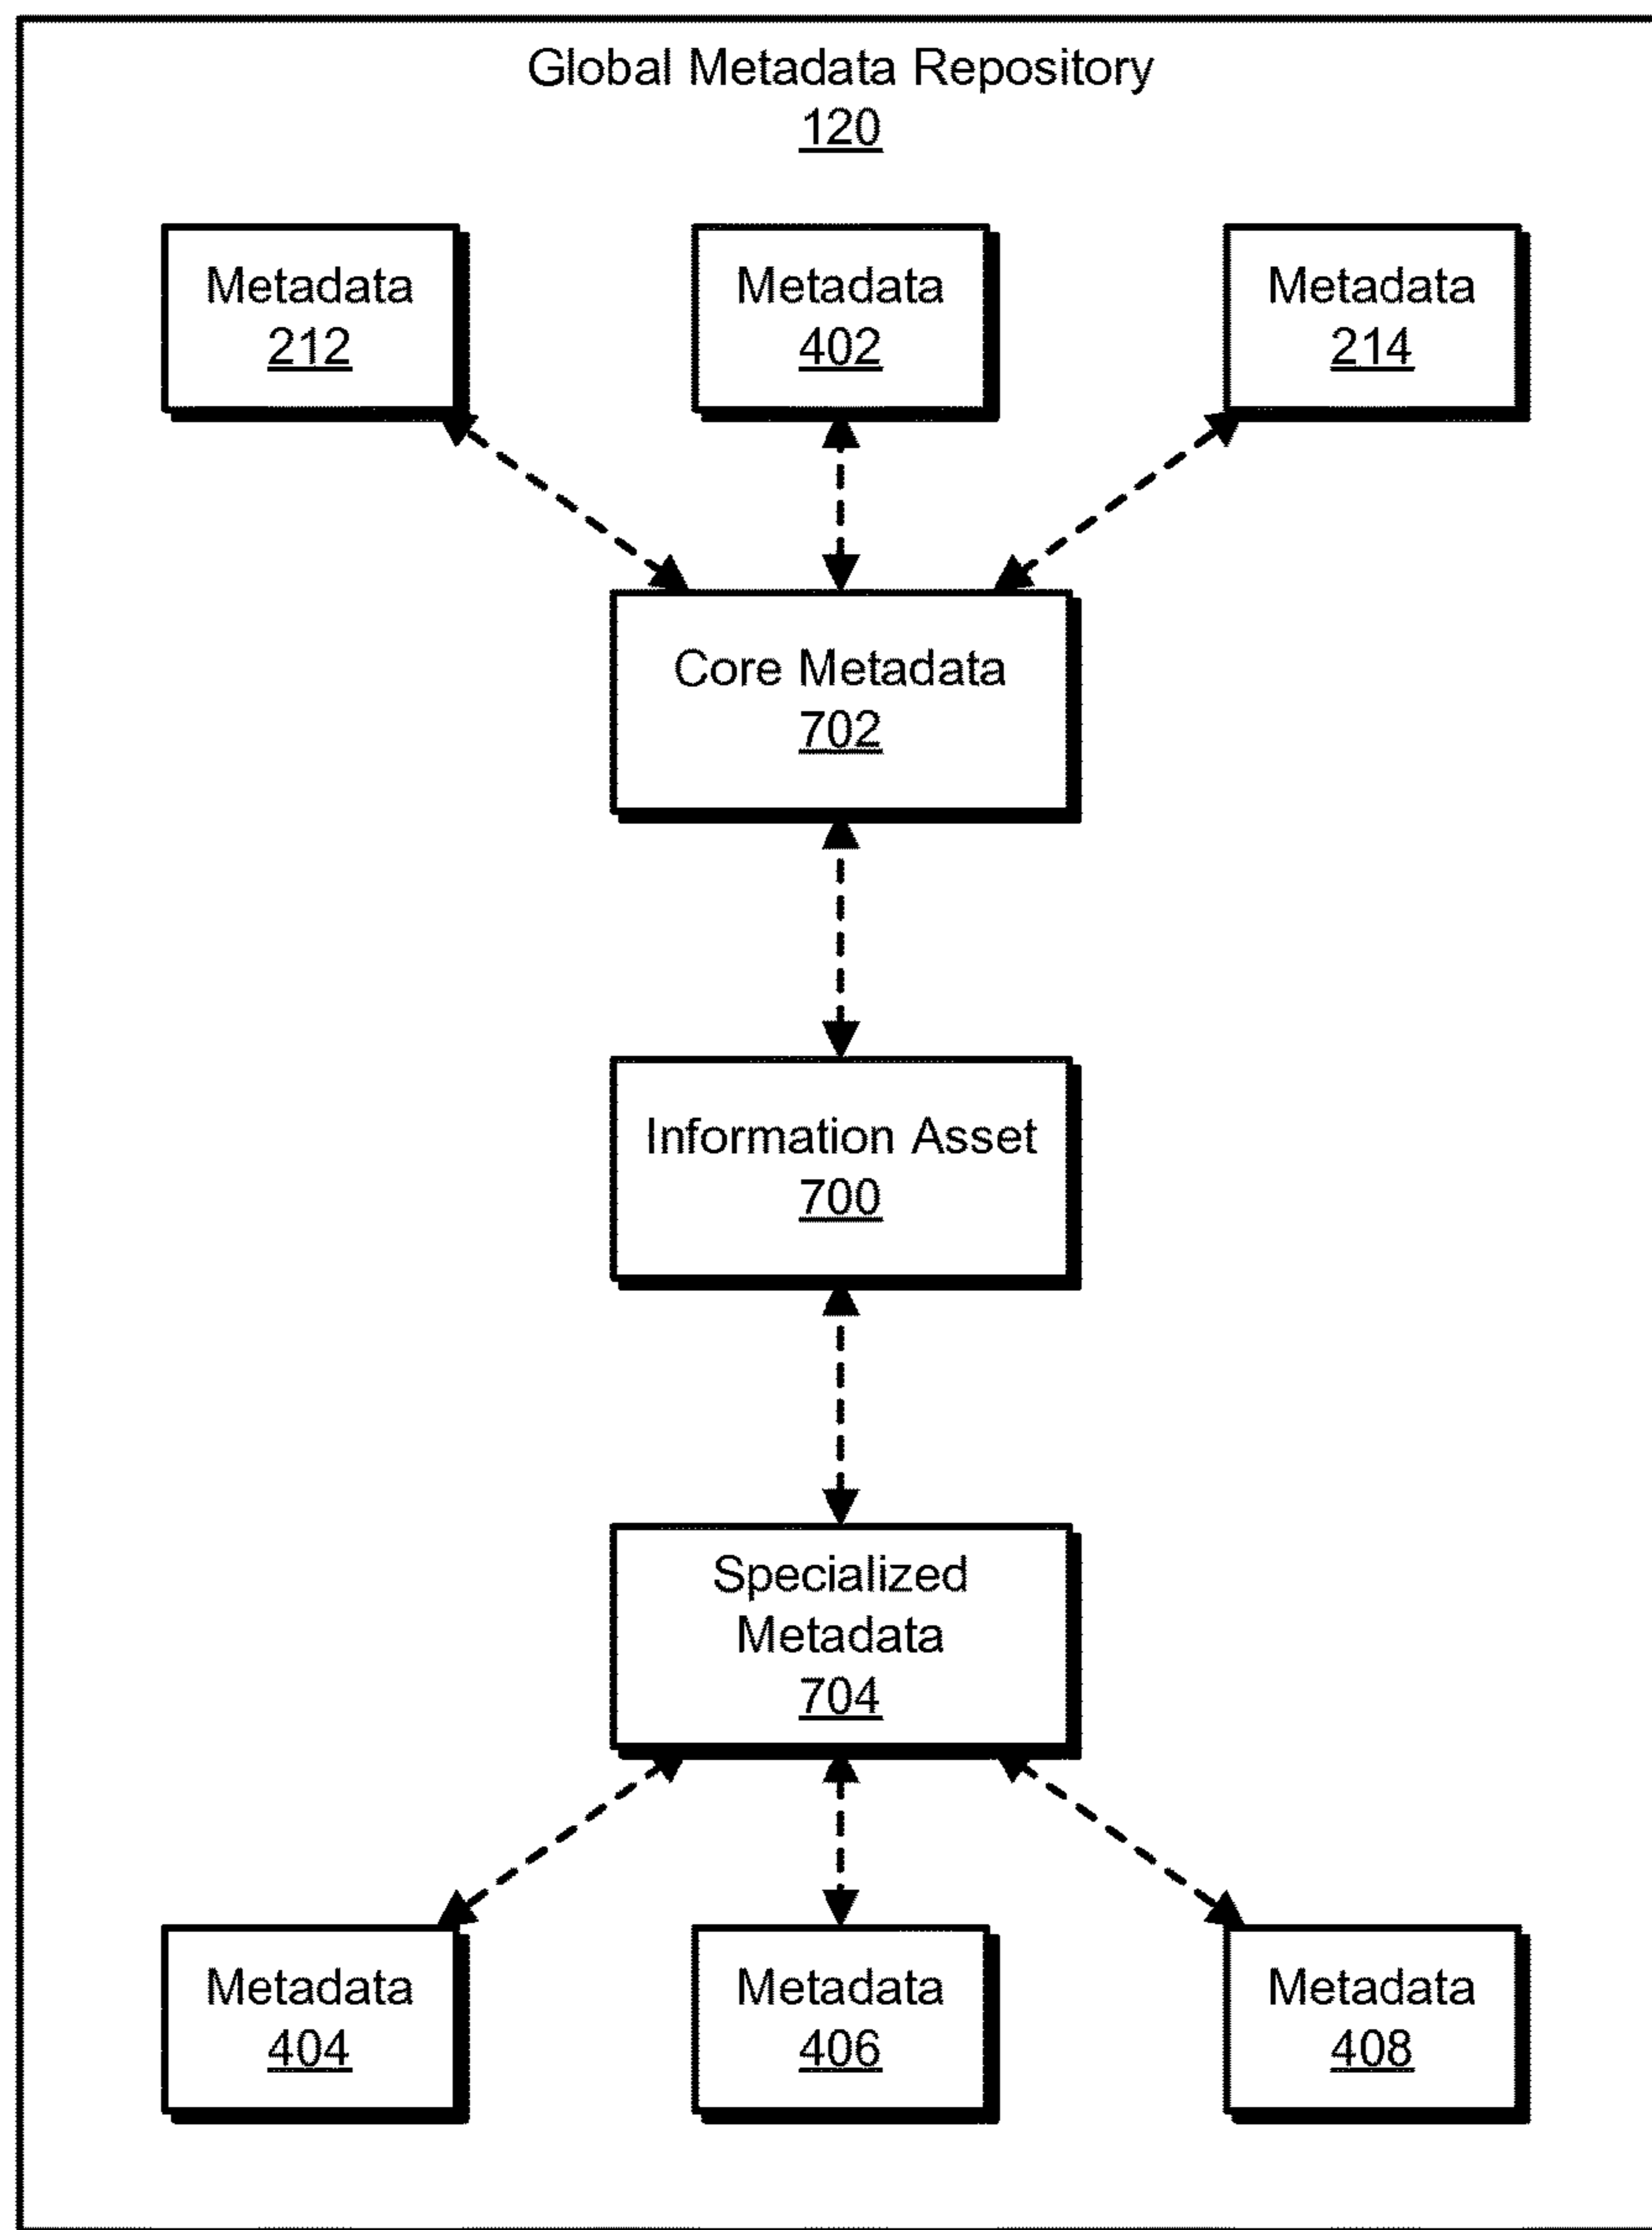 Global Metadata Repository
120
Metadata
212
Metadata
402
Metadata
214
Core Metadata
702
Information Asset
700
Specialized
Metadata
704
Metadata
404
Metadata
406
Metadata
408